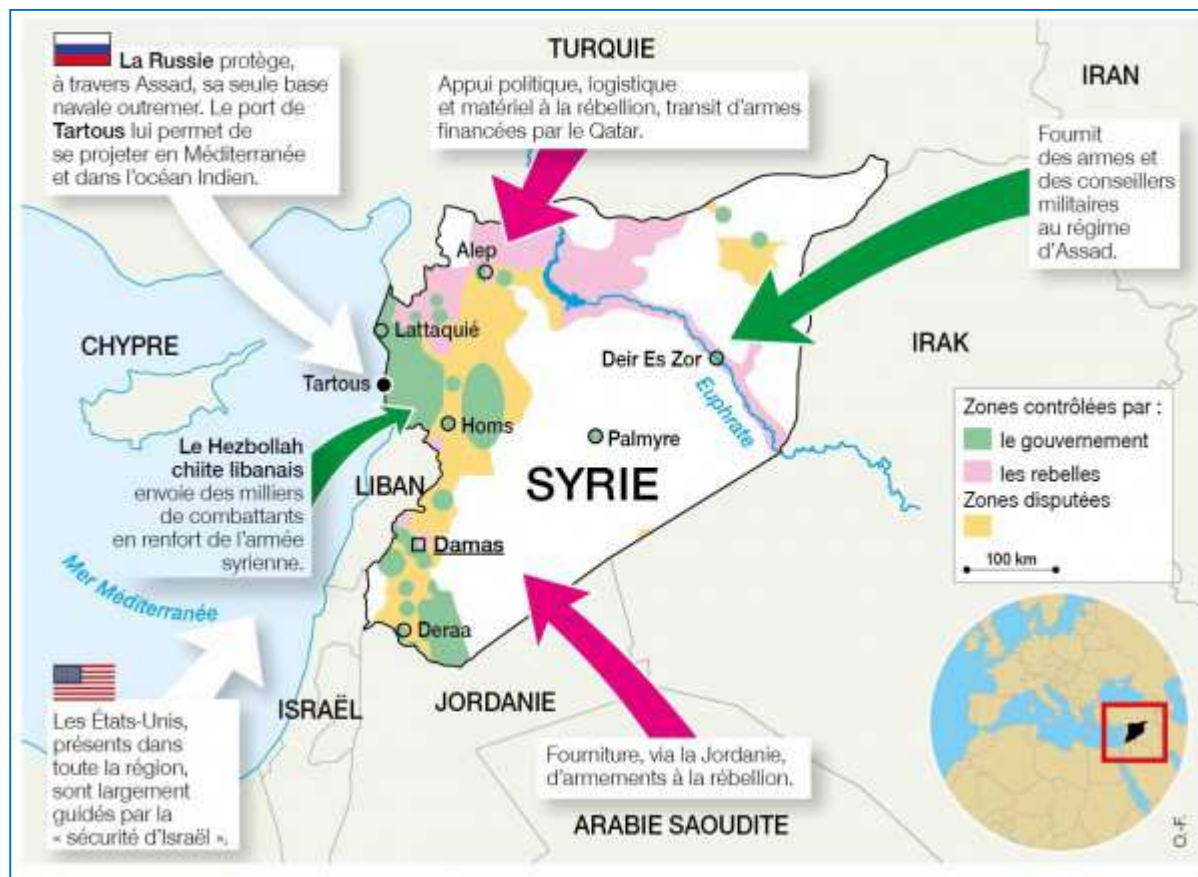 La Russie protège,
à travers Assad, sa seule base
navale outremer. Le port de
Tartous lui permet de
se projeter en Méditerranée
et dans l'océan Indien.
TURQUIE
Appui politique, logistique
et matériel à la rébellion, transit d'armes
financées par le Qatar.
IRAN
Fournit
des armes et
des conseillers
militaires
au régime
d'Assad.
Alep
Lattaquié
CHYPRE
Tartous
Deir Es Zor
IRAK
Euphrate
Homs
Palmyre
SYRIE
Le Hezbollah
chiite libanais
envoie des milliers
de combattants
en renfort de l'armée
syrienne.
LIBAN
Zones contrôlées par :
le gouvernement
les rebelles
Zones disputées
100 km
Damas
Mer Méditerranée
Deraa
ISRAËL
JORDANIE
Les États-Unis,
présents dans
toute la région,
sont largement
guidés par la
« sécurité d'Israël ».
Fourniture, via la Jordanie,
d'armements à la rébellion.
ARABIE SAOUDITE
O.-F.